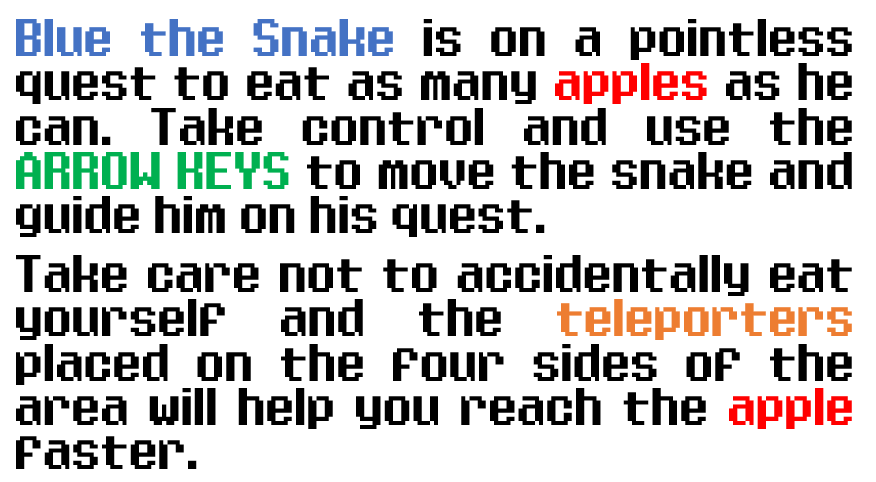 Blue the Snake is on a pointless
quest to eat as many apples as he
can. Take control and use the
ARROW KEYS to move the snake and
guide him on his quest.
Take care not to accidentally eat
yourself and the teleporters
placed on the four sides of the
area will help you reach the apple
faster.